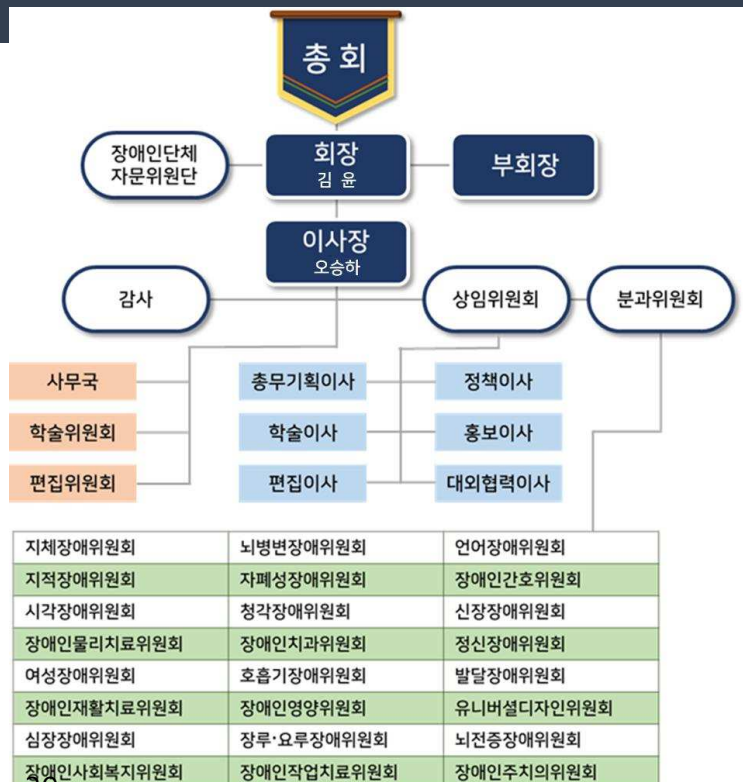 총 회
장애인단체
자문위원단
회장
김 윤
부회장
이사장
오승하
감사
상임위원회
분과위원회
사무국
총무기획이사
정책이사
학술위원회
학술이사
홍보이사
편집위원회
편집이사
대외협력이사
지체장애위원회
뇌병변장애위원회
언어장애위원회
지적장애위원회
자폐성장애위원회
장애인간호위원회
시각장애위원회
청각장애위원회
신장장애위원회
장애인물리치료위원회
장애인치과위원회
정신장애위원회
여성장애위원회
호흡기장애위원회
발달장애위원회
장애인재활치료위원회
장애인영양위원회
유니버셜디자인위원회
심장장애위원회
장루·요루장애위원회
뇌전증장애위원회
장애인사회복지위원회
장애인작업치료위원회
장애인주치의위원회